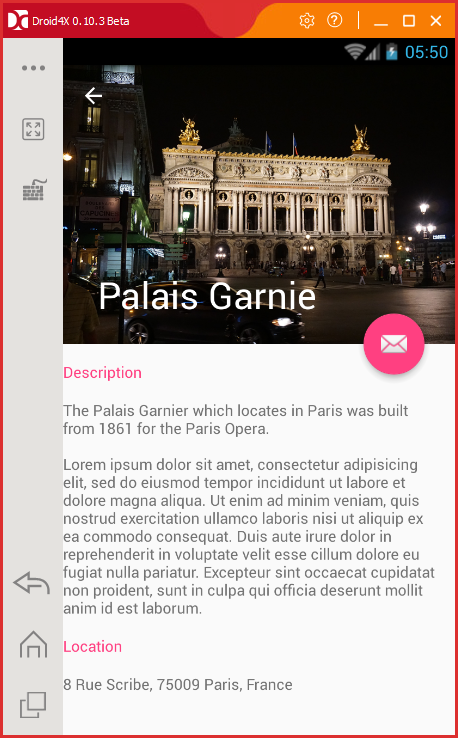 Droid4X 0.10.3 Beta
05:50
Palais Garnie
Description
The Palais Garnier which locates in Paris was built
from 1861 for the Paris Opera.
Lorem ipsum dolor sit amet, consectetur adipisicing
elit, sed do eiusmod tempor incididunt ut labore et
dolore magna aliqua. Ut enim ad minim veniam, quis
nostrud exercitation ullamco laboris nisi ut aliquip ex
ea commodo consequat. Duis aute irure dolor in
reprehenderit in voluptate velit esse cillum dolore eu
fugiat nulla pariatur. Excepteur sint occaecat cupidatat
non proident, sunt in culpa qui officia deserunt mollit
anim id est laborum.
Location
8 Rue Scribe, 75009 Paris, France